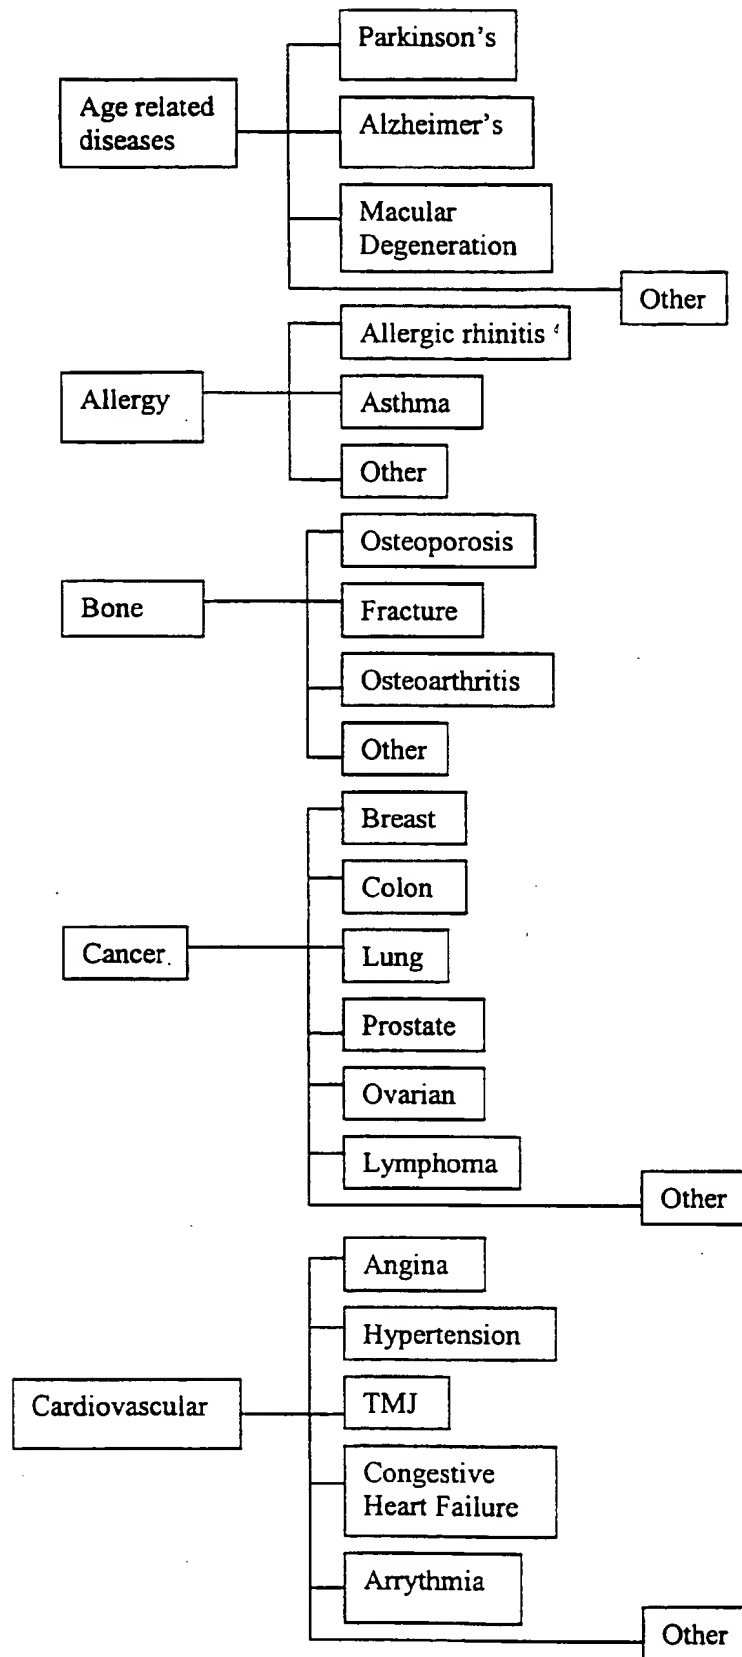 Age related
diseases
Parkinson's
Alzheimer's
Macular
Degeneration
Other
Allergy
Allergic rhinitis
Asthma
Other
Bone
Osteoporosis
Fracture
Osteoarthritis
Other
Cancer
Breast
Colon
Lung
Prostate
Ovarian
Lymphoma
Other
Cardiovascular
Angina
Hypertension
TMJ
Congestive
Heart Failure
Arrythmia
Other